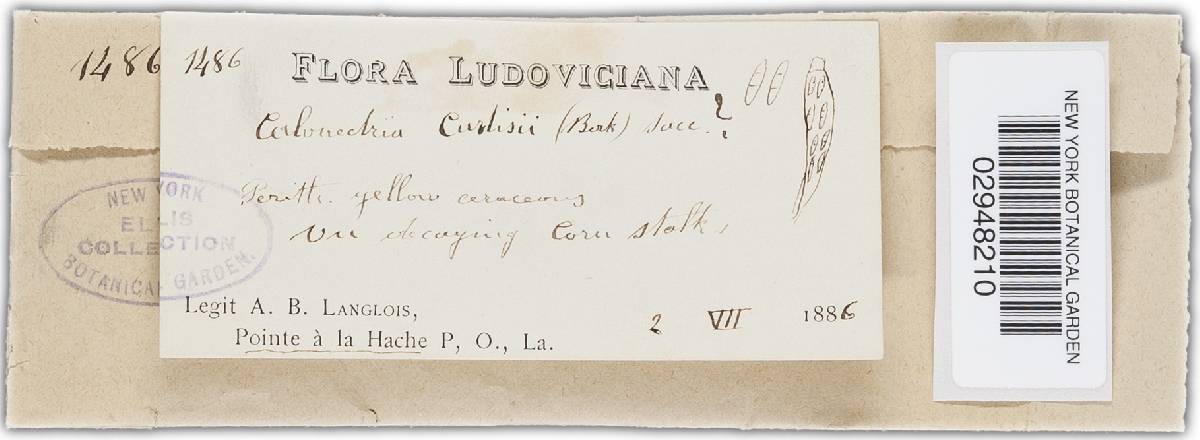 1486
1486
FLORA LUDOVICIANA
Calonectria Curtisii (Berk) Sacc. ?
Perith. yellow ceraceous
On decaying Corn stalks
NEW YORK
ELLIS
COLLECTION
BOTANICAL GARDEN.
Legit A. B. LANGLOIS,
Pointe à la Hache P, O., La.
2 VII 1886
NEW YORK BOTANICAL GARDEN
02948210